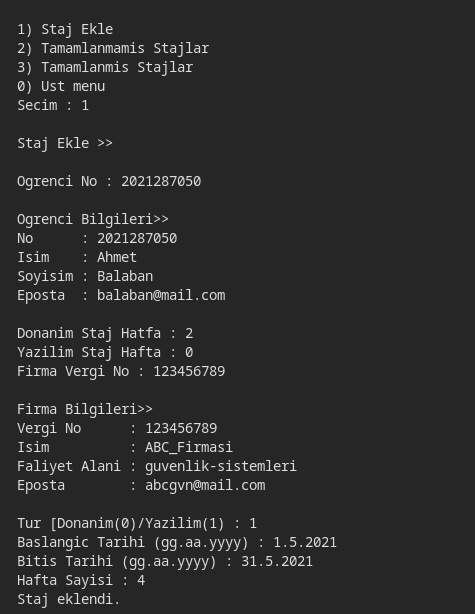 1) Staj Ekle
2) Tamamlanmamis Stajlar
3) Tamamlanmis Stajlar
0) Ust menu
Secim : 1
Staj Ekle >>
Ogrenci No : 2021287050
Ogrenci Bilgileri>>
No      : 2021287050
Isim    : Ahmet
Soyisim : Balaban
Eposta  : balaban@mail.com
Donanim Staj Hatfa : 2
Yazilim Staj Hafta : 0
Firma Vergi No : 123456789
Firma Bilgileri>>
Vergi No      : 123456789
Isim          : ABC_Firmasi
Faliyet Alani : guvenlik-sistemleri
Eposta        : abcgvn@mail.com
Tur [Donanim(0)/Yazilim(1) : 1
Baslangic Tarihi (gg.aa.yyyy) : 1.5.2021
Bitis Tarihi (gg.aa.yyyy) : 31.5.2021
Hafta Sayisi : 4
Staj eklendi.